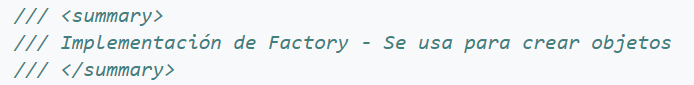 /// <summary>
/// Implementación de Factory - Se usa para crear objetos
/// </summary>